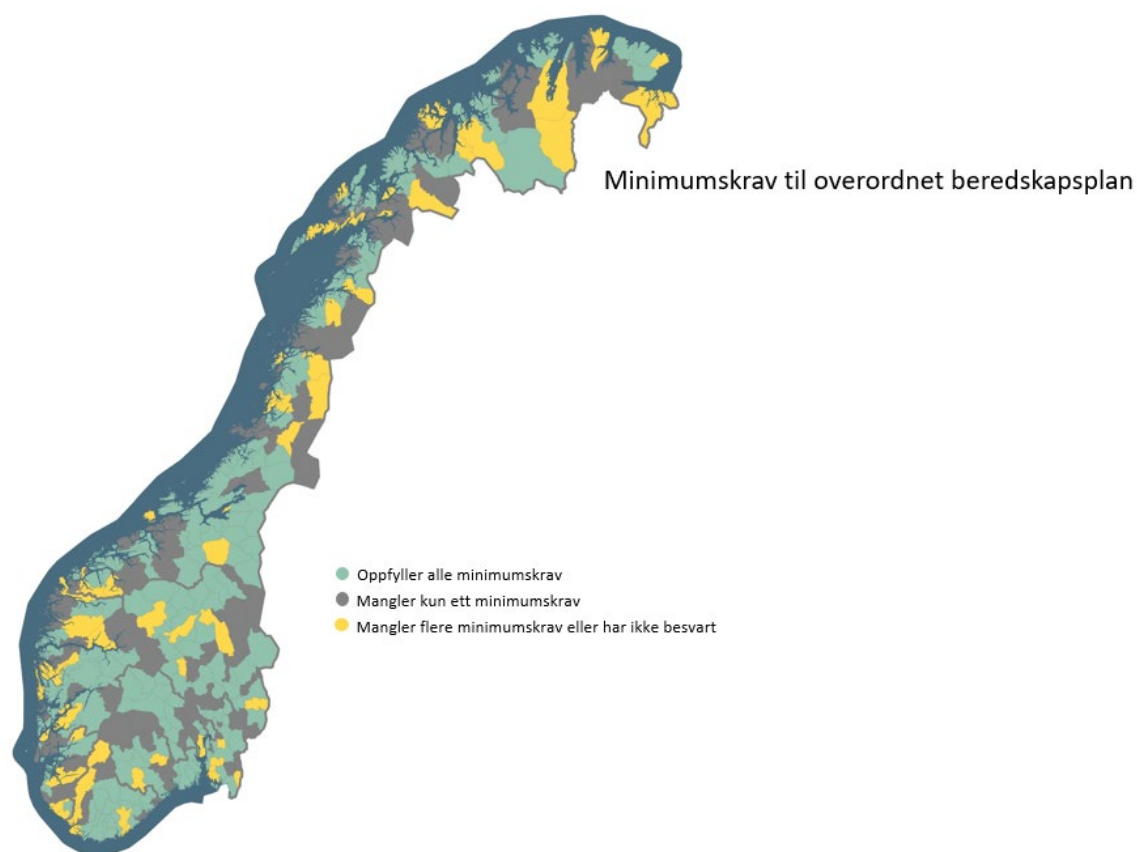 Minimumskrav til overordnet beredskapsplan
Oppfyller alle minimumskrav
Mangler kun ett minimumskrav
Mangler flere minimumskrav eller har ikke besvart